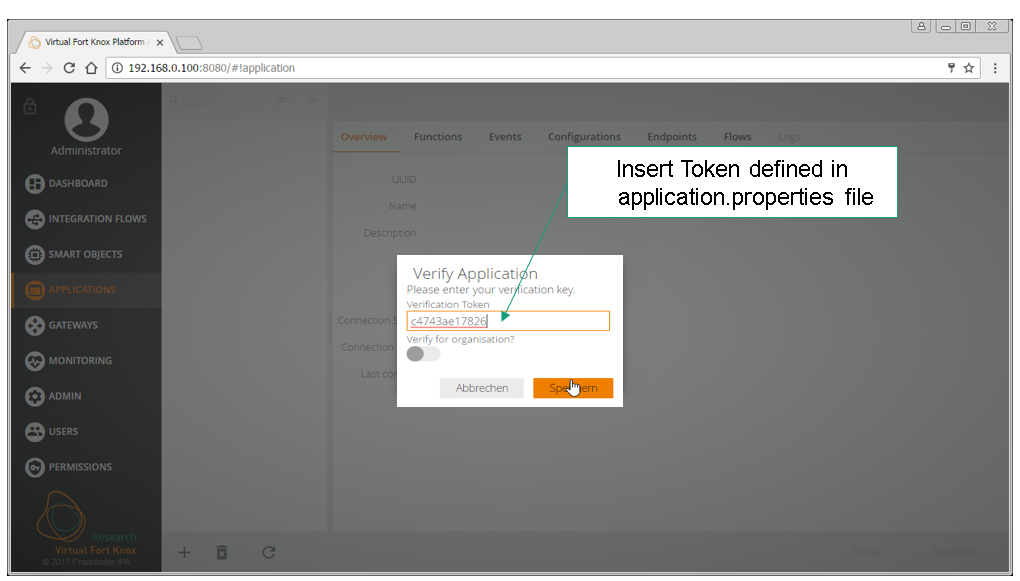 Virtual Fort Knox Platform
192.168.0.100:8080/#!application
Administrator
DASHBOARD
INTEGRATION FLOWS
SMART OBJECTS
APPLICATIONS
GATEWAYS
MONITORING
ADMIN
USERS
PERMISSIONS
Research
Virtual Fort Knox
© 2017 Fraunhofer IPA
Suche
Overview Functions Events Configurations Endpoints Flows Logs
UUID
Name
Description
Connection
Connection
Last
Insert Token defined in
application.properties file
Verify Application
Please enter your verification key.
Verification Token
c4743ae17826
Verify for organisation?
Abbrechen Speichern
Zurück Speichern